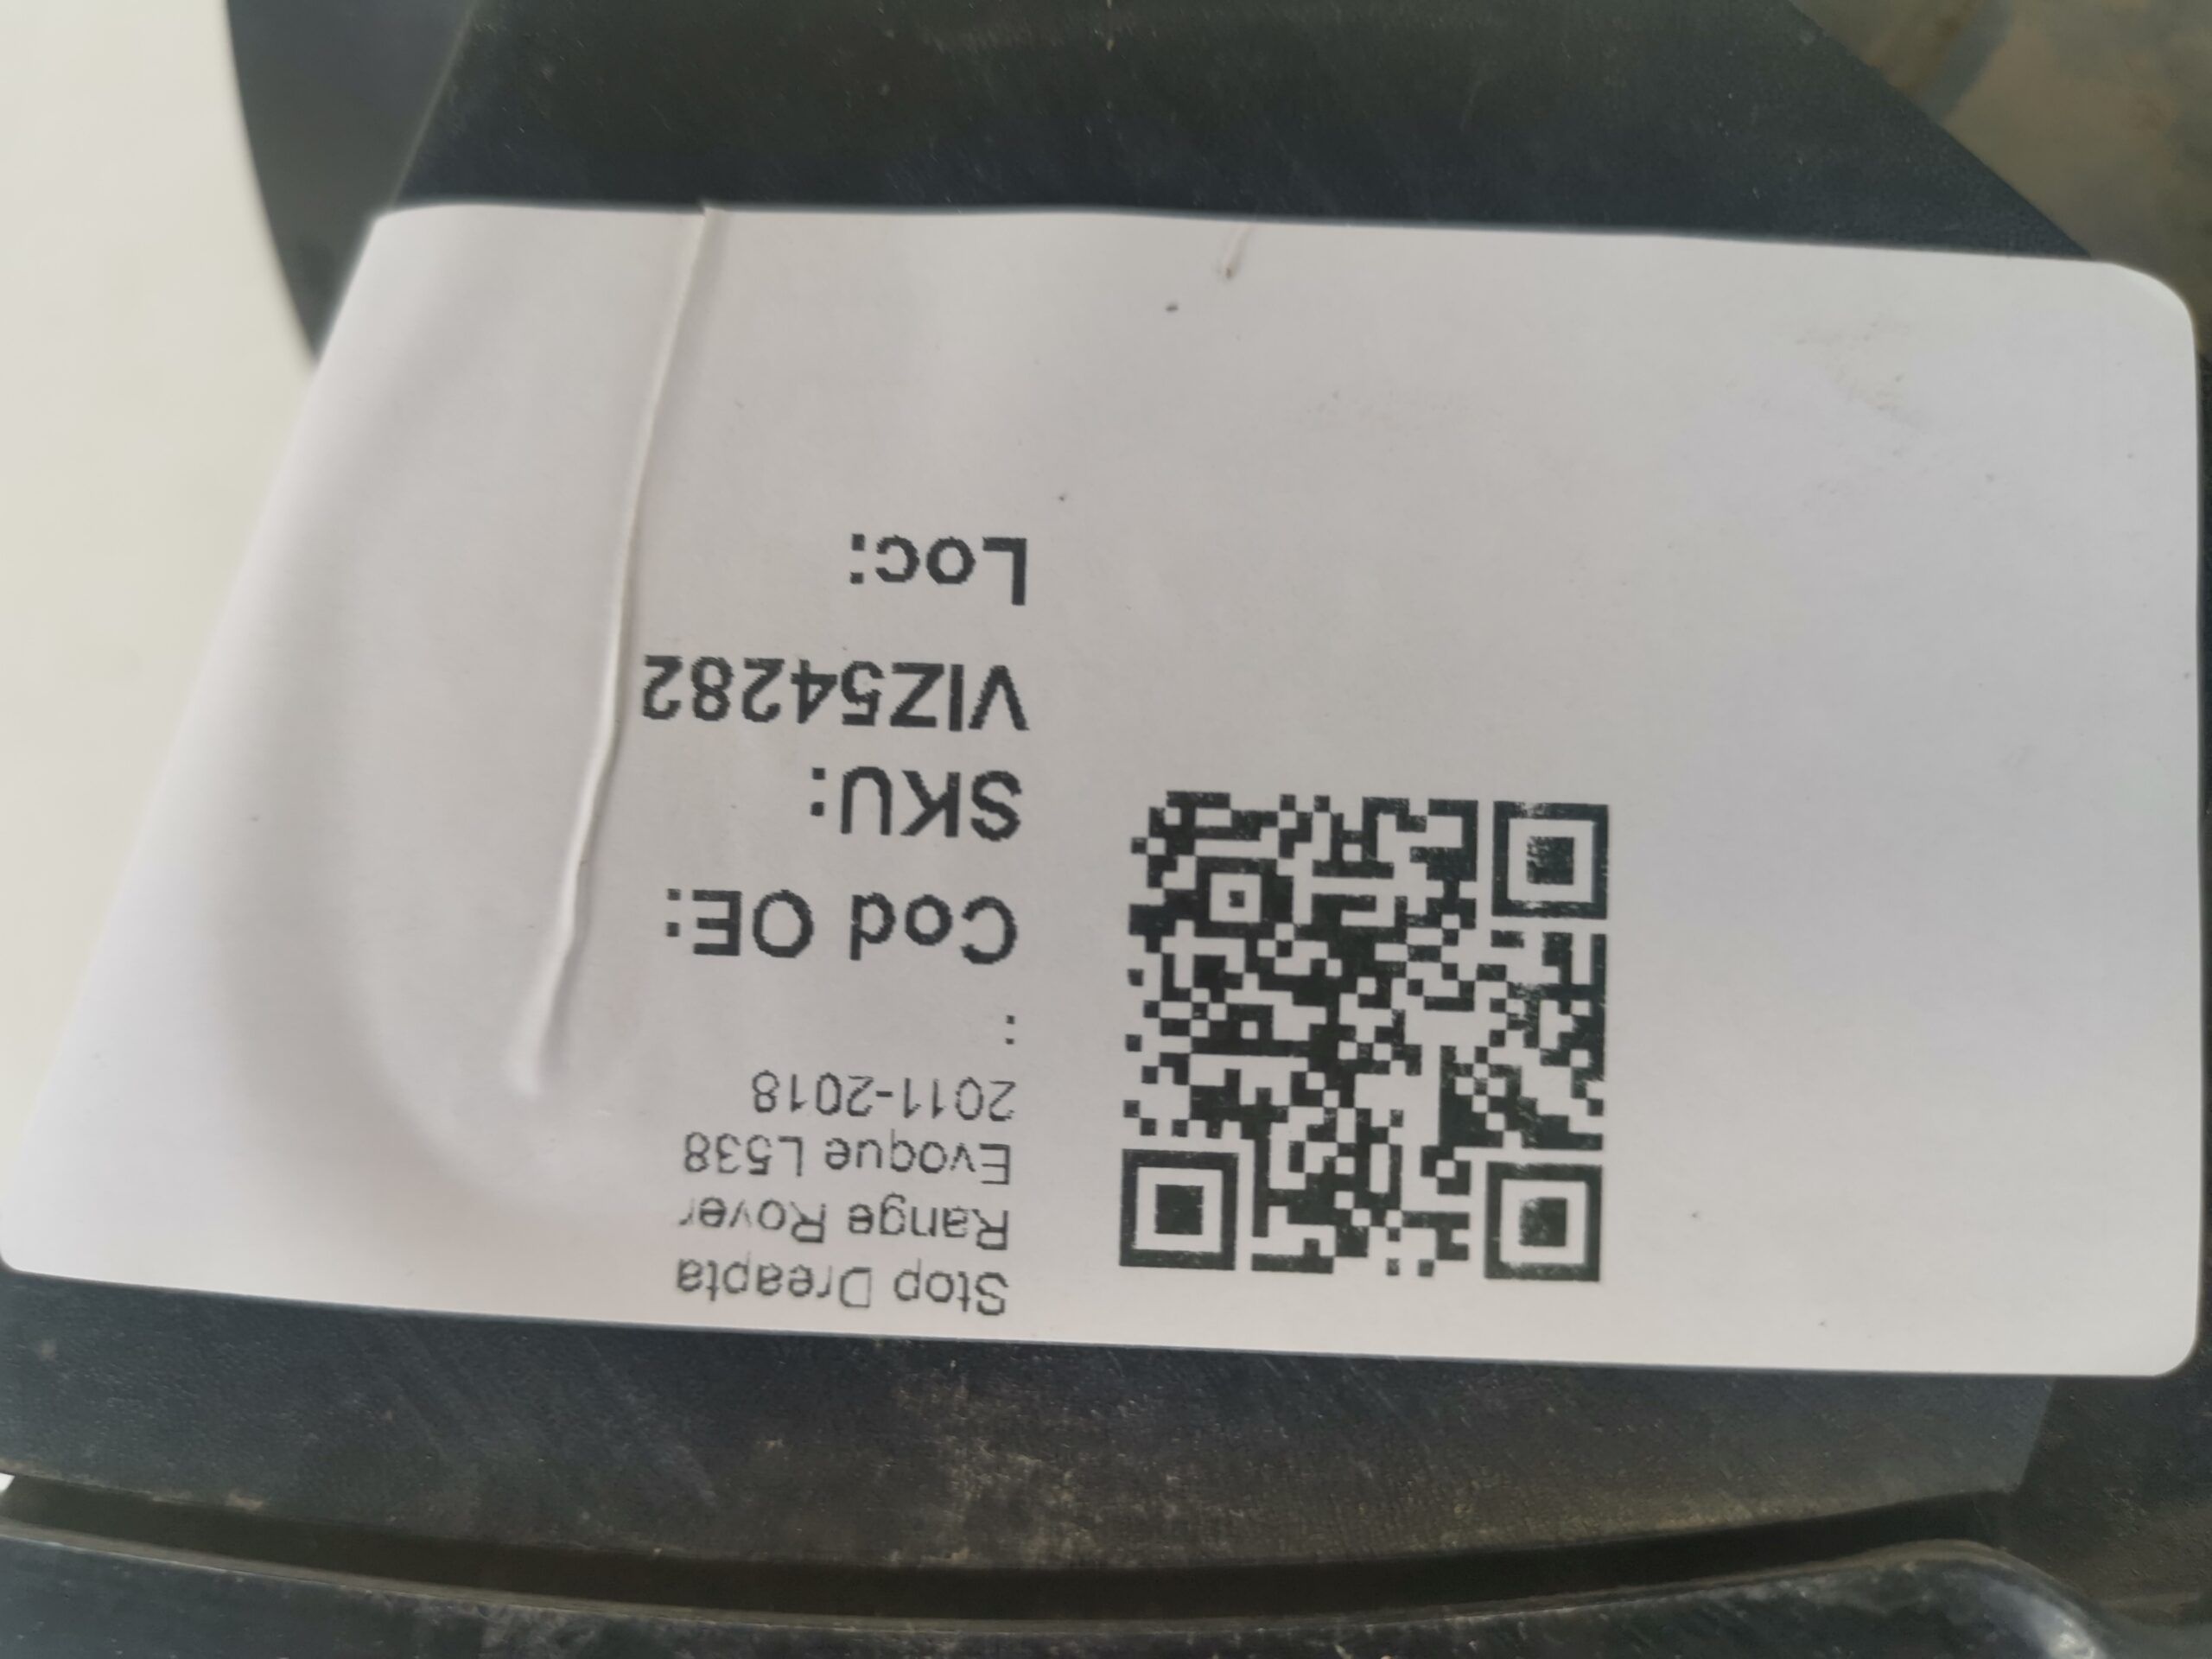 Stop Dreapta
Range Rover
Evoque L538
2011-2018
:
Cod OE:
SKU:
VIZ54282
Loc: